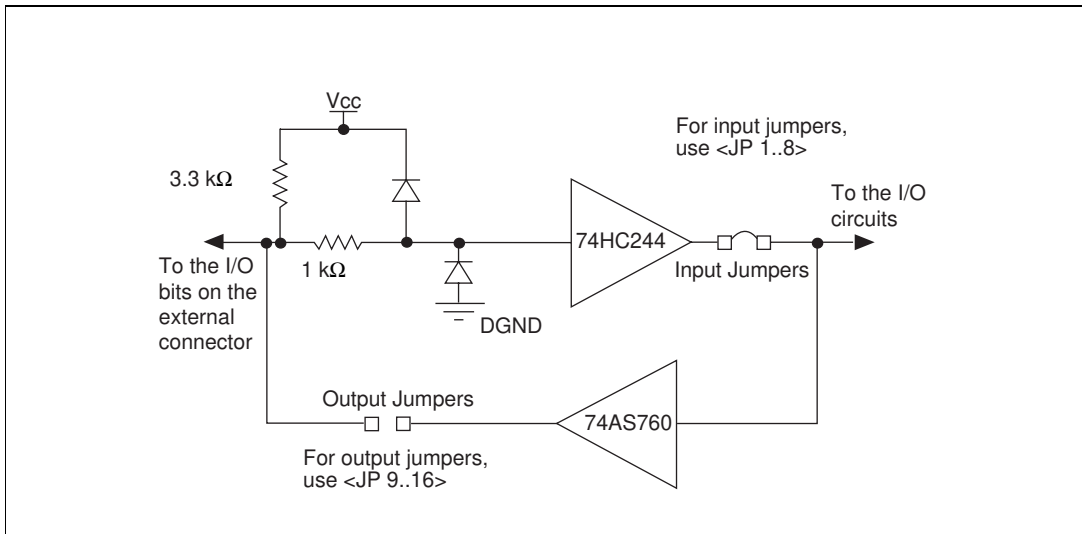 Vcc
For input jumpers,
use <JP 1..8>
3.3 kΩ
To the I/O
circuits
74HC244
1 kΩ
Input Jumpers
To the I/O
bits on the
external
connector
DGND
Output Jumpers
74AS760
For output jumpers,
use <JP 9..16>